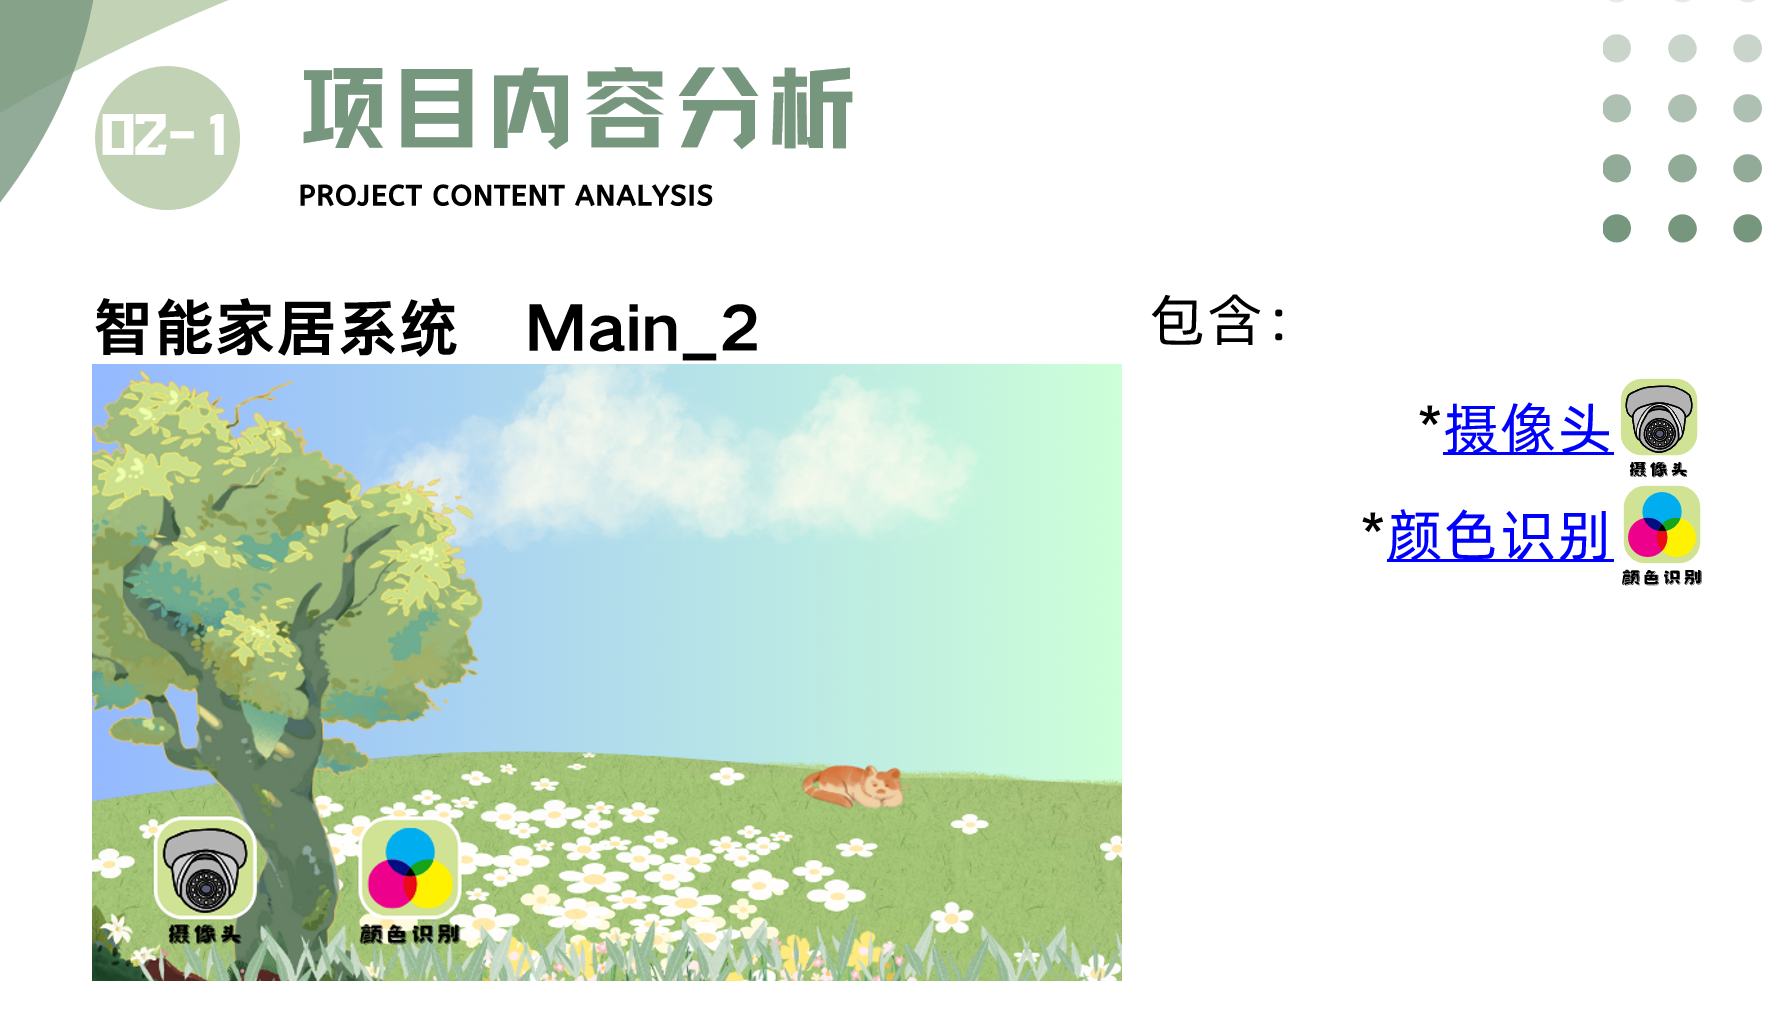 02-1
项目内容分析
PROJECT CONTENT ANALYSIS
智能家居系统 Main_2
包含：
*摄像头
摄像头
*颜色识别
颜色识别
摄像头
颜色识别